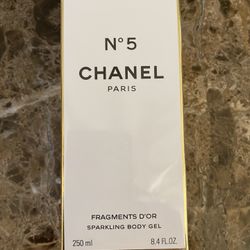 N°5
CHANEL
PARIS
FRAGMENTS D'OR
SPARKLING BODY GEL
250 ml 8.4 FL.OZ.